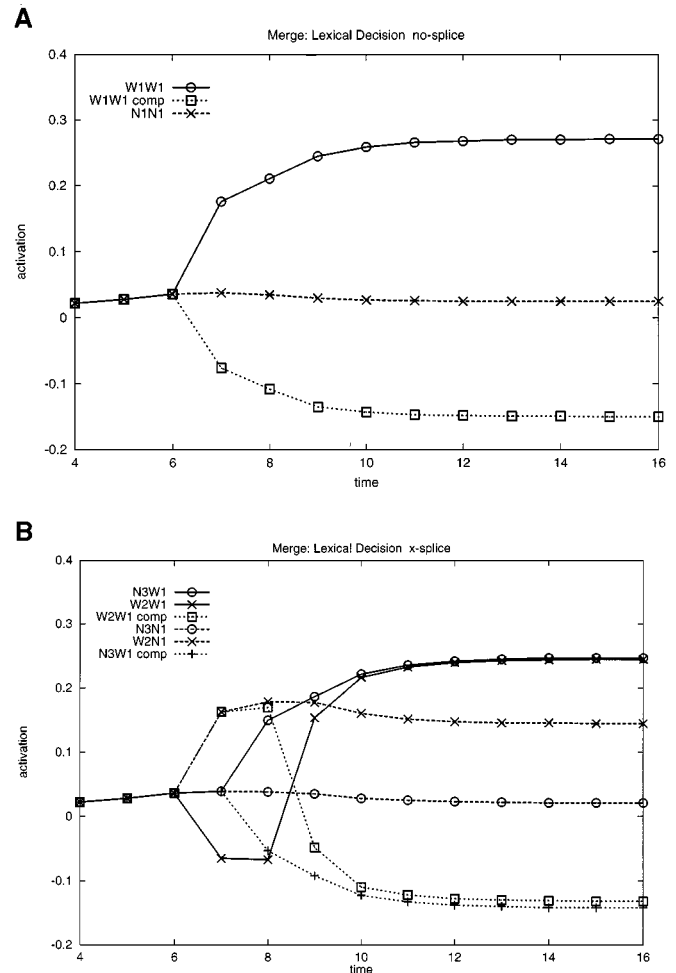 A
Merge: Lexical Decision no-splice
0.4
0.3
0.2
0.1
0
-0.1
-0.2
activation
W1W1
W1W1 comp
N1N1
4 6 8 10 12 14 16
time
B
Merge: Lexical Decision x-splice
0.4
0.3
0.2
0.1
0
-0.1
-0.2
activation
N3W1
W2W1
W2W1 comp
N3N1
W2N1
N3W1 comp
4 6 8 10 12 14 16
time